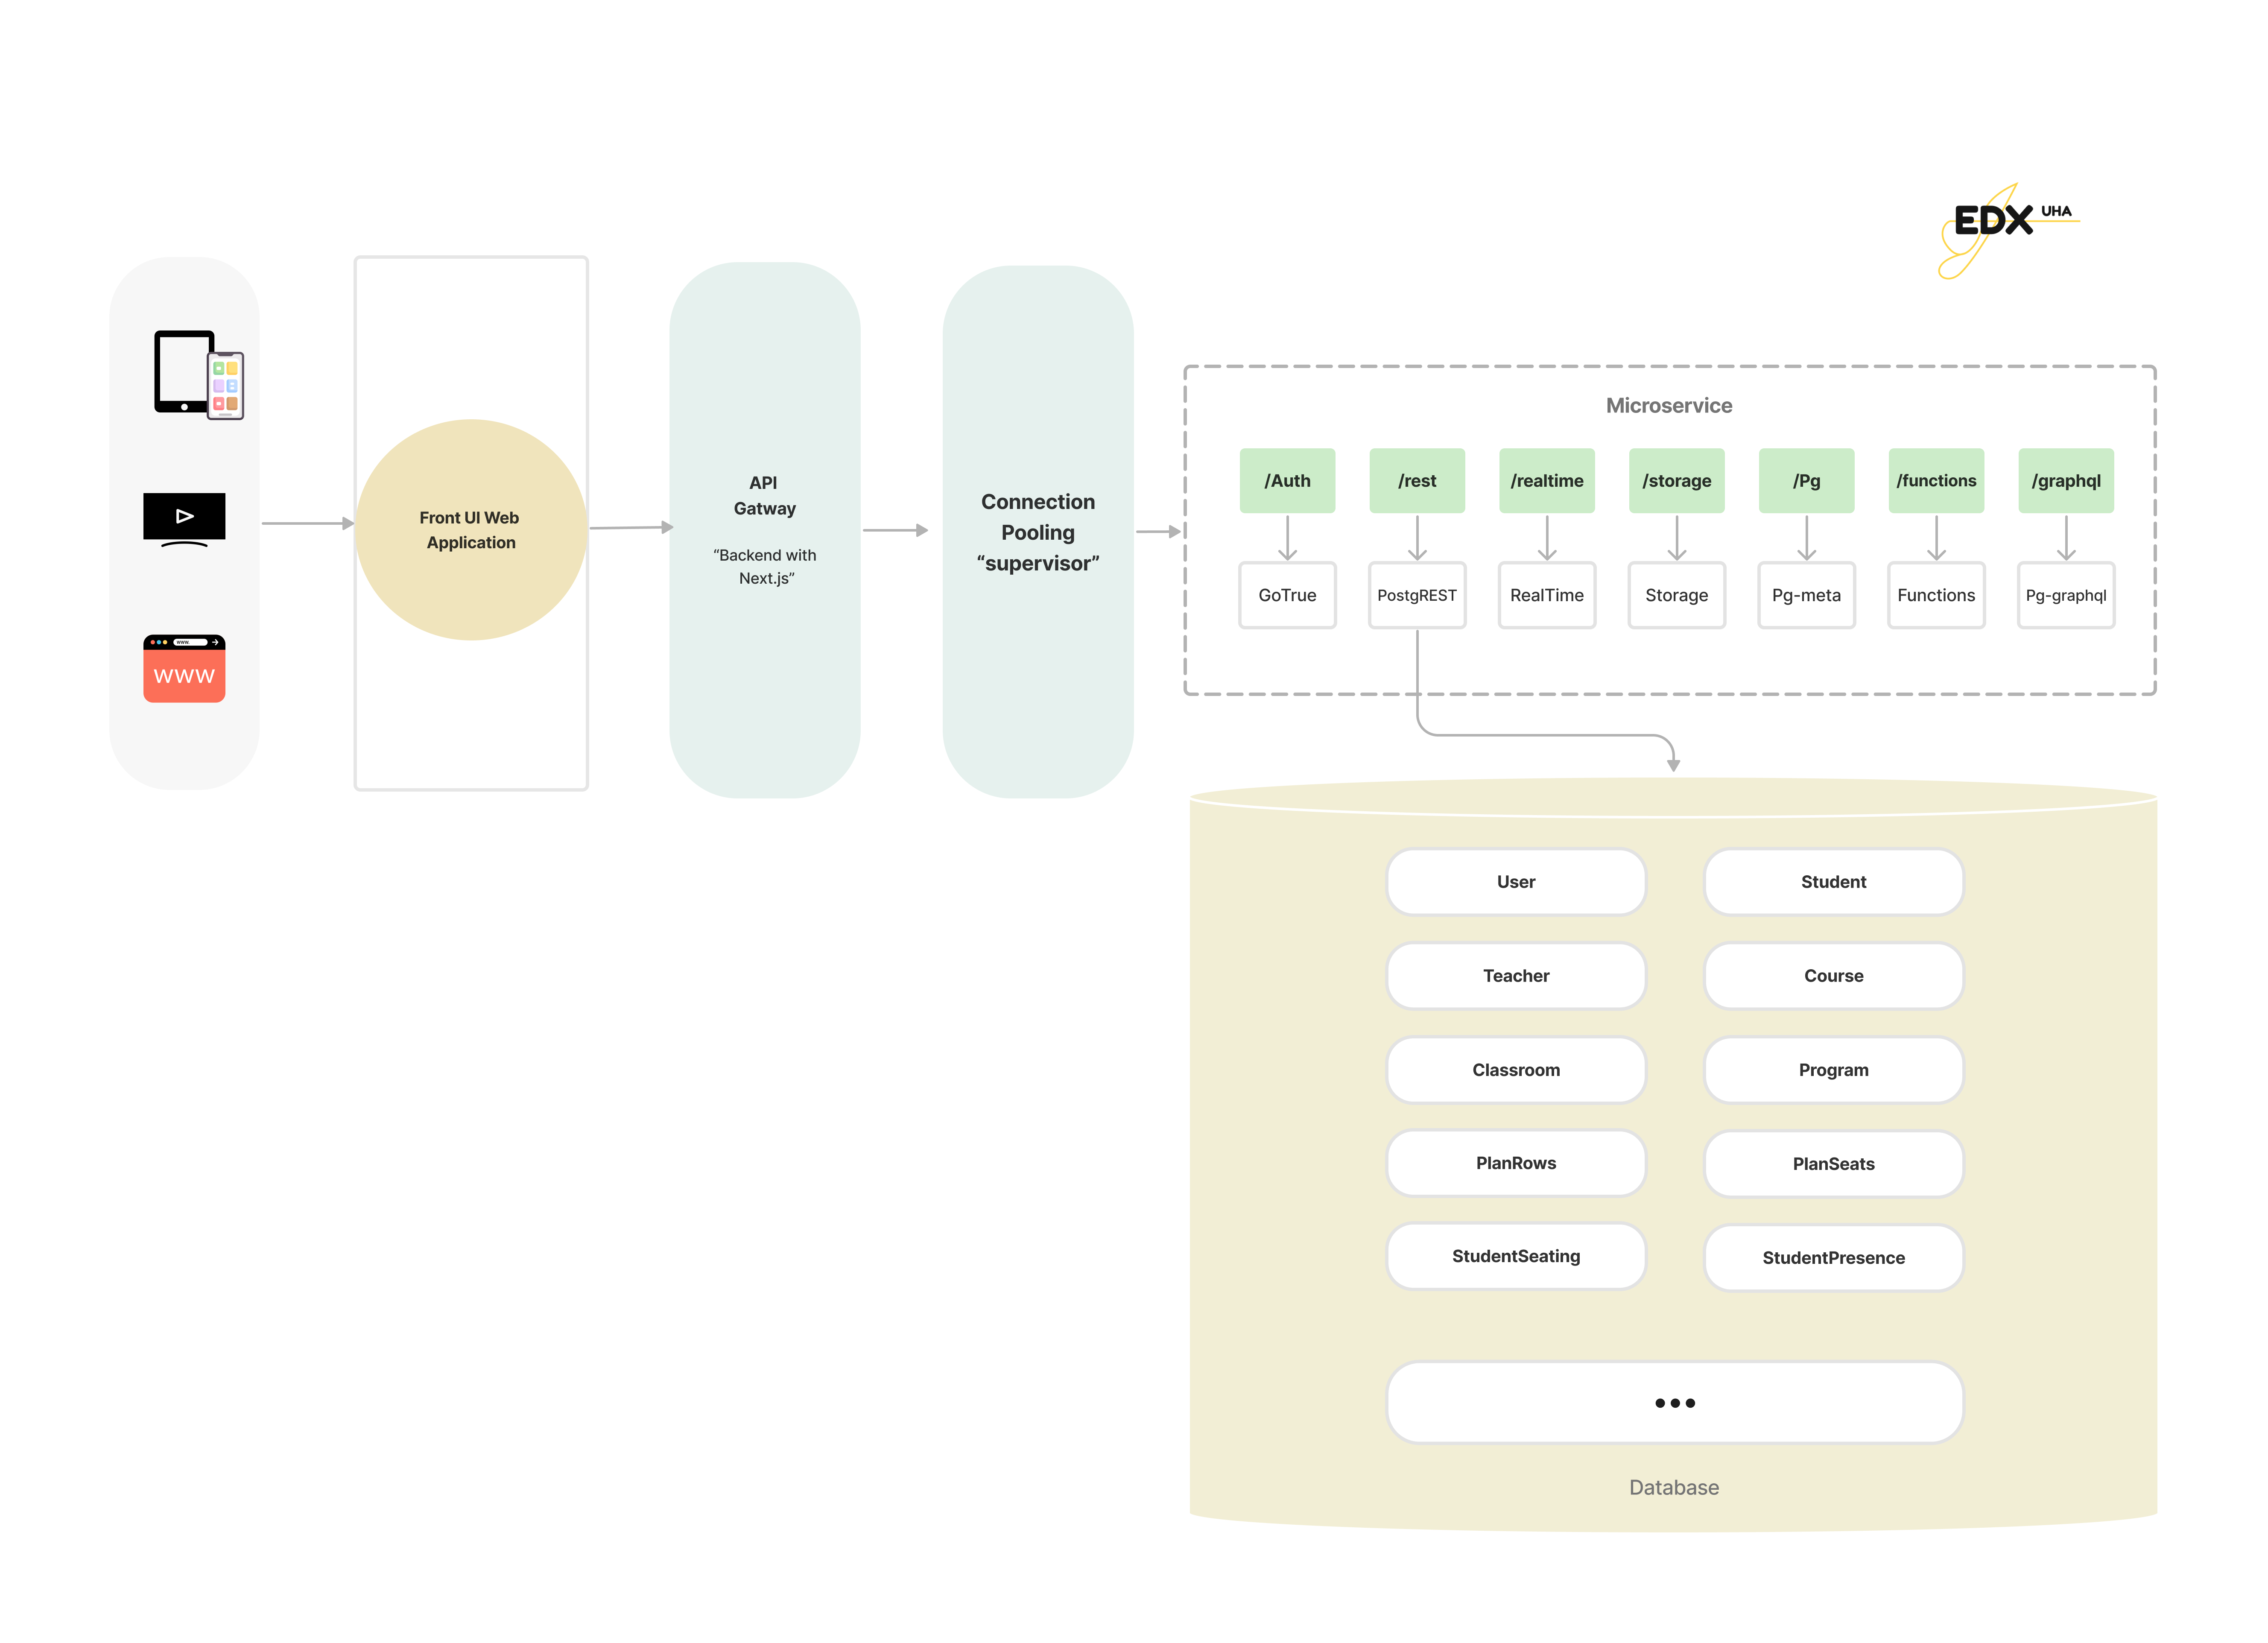 EDX UHA
www.
WWW
Front UI Web
Application
API
Gatway
“Backend with
Next.js”
Connection
Pooling
“supervisor”
Microservice
/Auth
/rest
/realtime
/storage
/Pg
/functions
/graphql
GoTrue
PostgREST
RealTime
Storage
Pg-meta
Functions
Pg-graphql
User
Student
Teacher
Course
Classroom
Program
PlanRows
PlanSeats
StudentSeating
StudentPresence
•••
Database